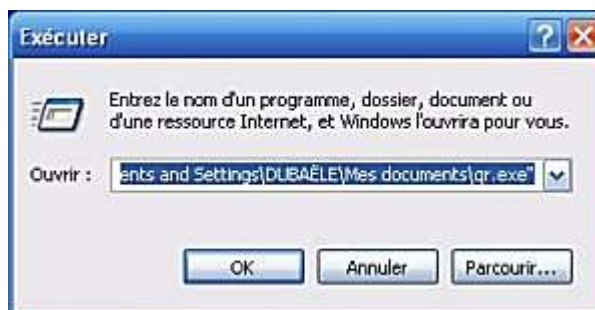 Exécuter
Entrez le nom d'un programme, dossier, document ou
d'une ressource Internet, et Windows l'ouvrira pour vous.
Ouvrir : ents and Settings\DUBAËLE\Mes documents\qr.exe"
OK Annuler Parcourir...